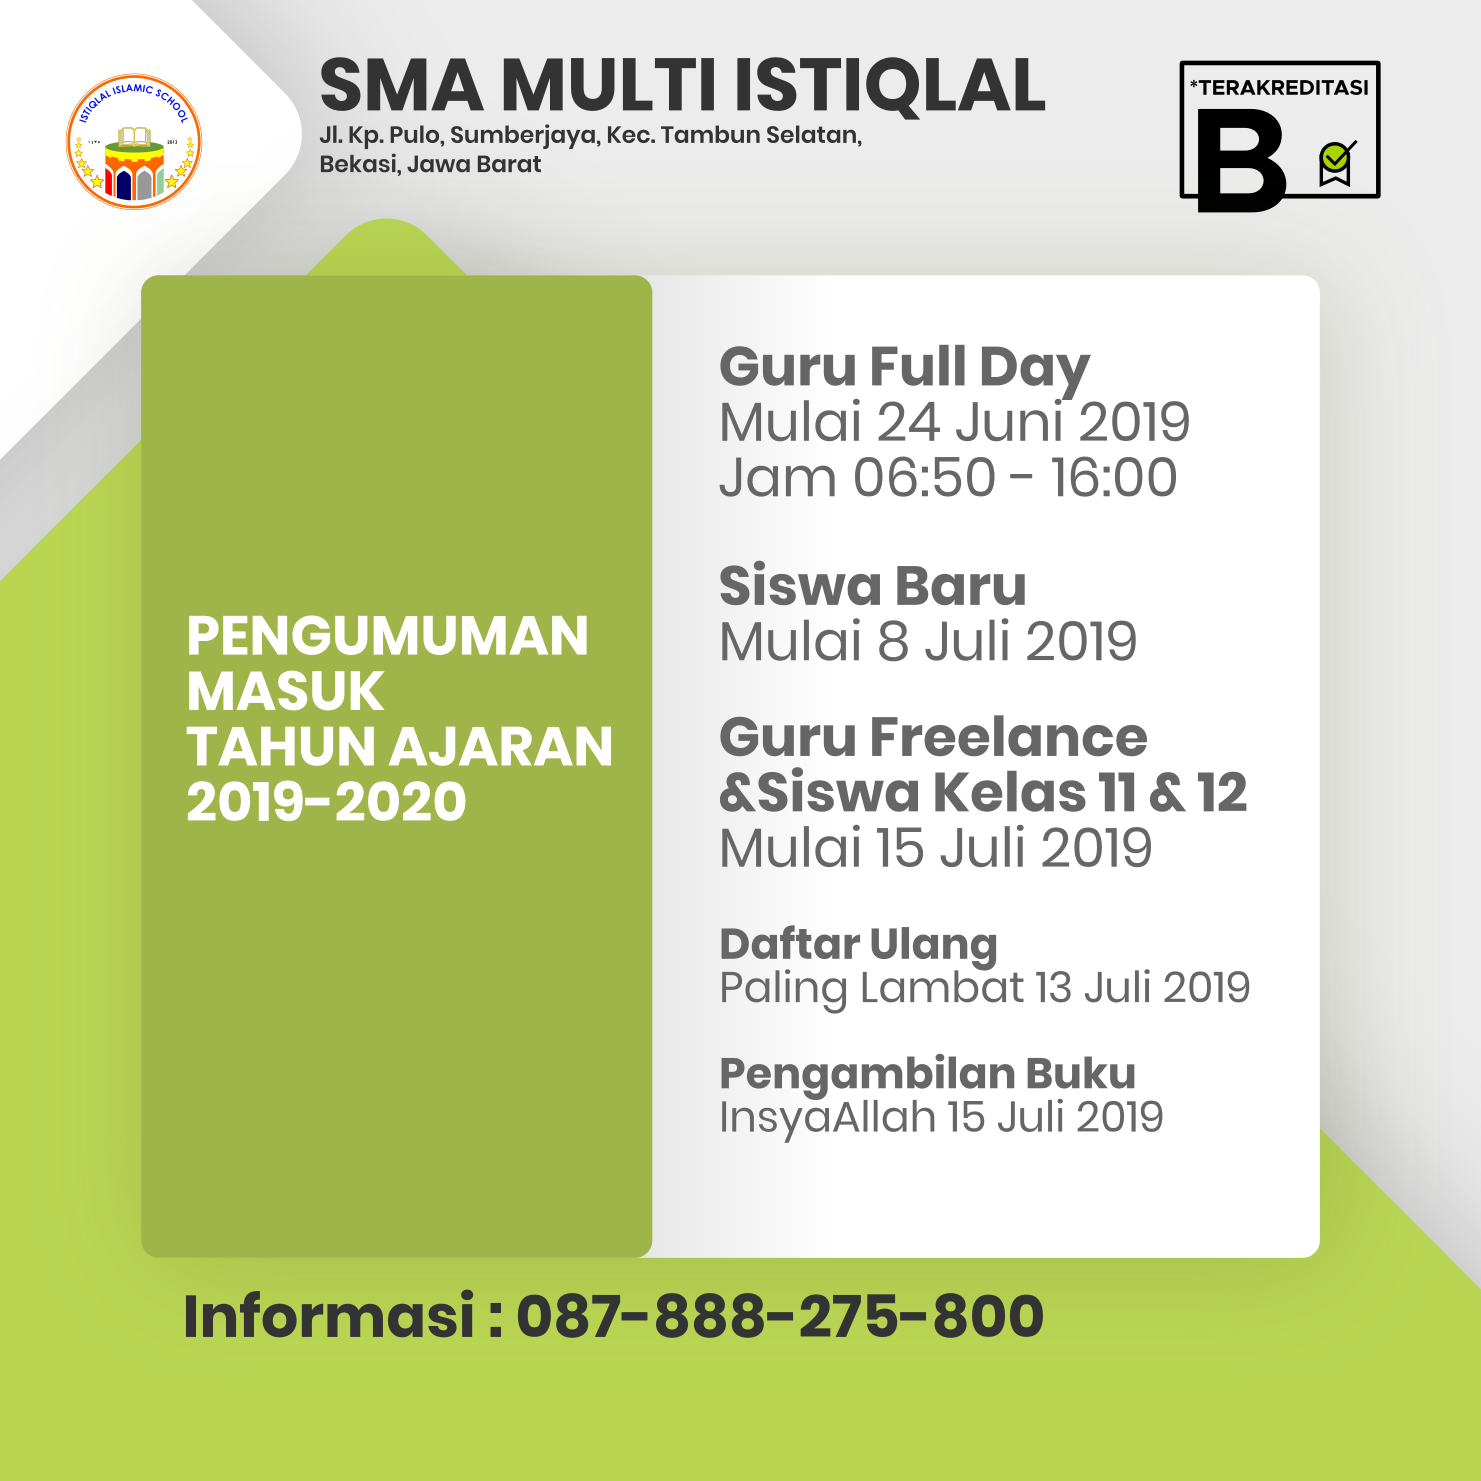 ISTIQLAL ISLAMIC SCHOOL
2013
SMA MULTI ISTIQLAL
Jl. Kp. Pulo, Sumberjaya, Kec. Tambun Selatan,
Bekasi, Jawa Barat
*TERAKREDITASI
B
PENGUMUMAN
MASUK
TAHUN AJARAN
2019-2020
Guru Full Day
Mulai 24 Juni 2019
Jam 06:50 - 16:00
Siswa Baru
Mulai 8 Juli 2019
Guru Freelance
&Siswa Kelas 11 & 12
Mulai 15 Juli 2019
Daftar Ulang
Paling Lambat 13 Juli 2019
Pengambilan Buku
InsyaAllah 15 Juli 2019
Informasi : 087-888-275-800